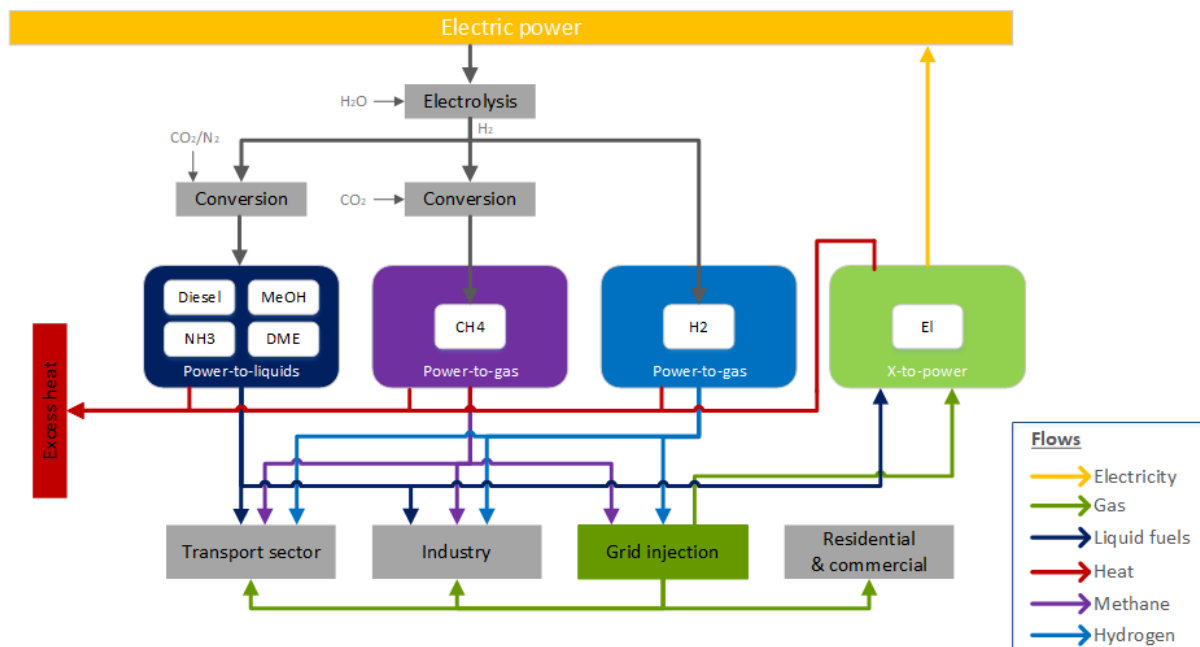 Electric power
H₂O
Electrolysis
H₂
CO₂/N₂
Conversion
CO₂
Conversion
Diesel
MeOH
NH3
DME
Power-to-liquids
CH4
Power-to-gas
H2
Power-to-gas
El
X-to-power
Excess heat
Transport sector
Industry
Grid injection
Residential
& commercial
Flows
Electricity
Gas
Liquid fuels
Heat
Methane
Hydrogen